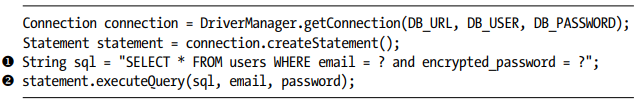 Connection connection = DriverManager.getConnection(DB_URL, DB_USER, DB_PASSWORD);
Statement statement = connection.createStatement();
❶ String sql = "SELECT * FROM users WHERE email = ? and encrypted_password = ?";
❷ statement.executeQuery(sql, email, password);